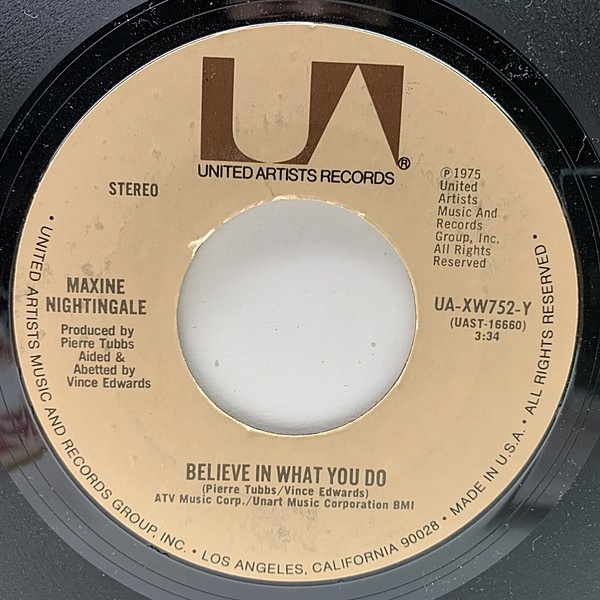 UA®
UNITED ARTISTS RECORDS
STEREO
℗1975
United
Artists
Music And
Records
Group, Inc.
All Rights
Reserved
MAXINE
NIGHTINGALE
Produced by
Pierre Tubbs
Aided &
Abetted by
Vince Edwards
UA-XW752-Y
(UAST-16660)
3:34
BELIEVE IN WHAT YOU DO
(Pierre Tubbs/Vince Edwards)
ATV Music Corp./Unart Music Corporation BMI
• UNITED ARTISTS MUSIC AND RECORDS GROUP, INC. • LOS ANGELES, CALIFORNIA 90028 • MADE IN U.S.A. • ALL RIGHTS RESERVED •